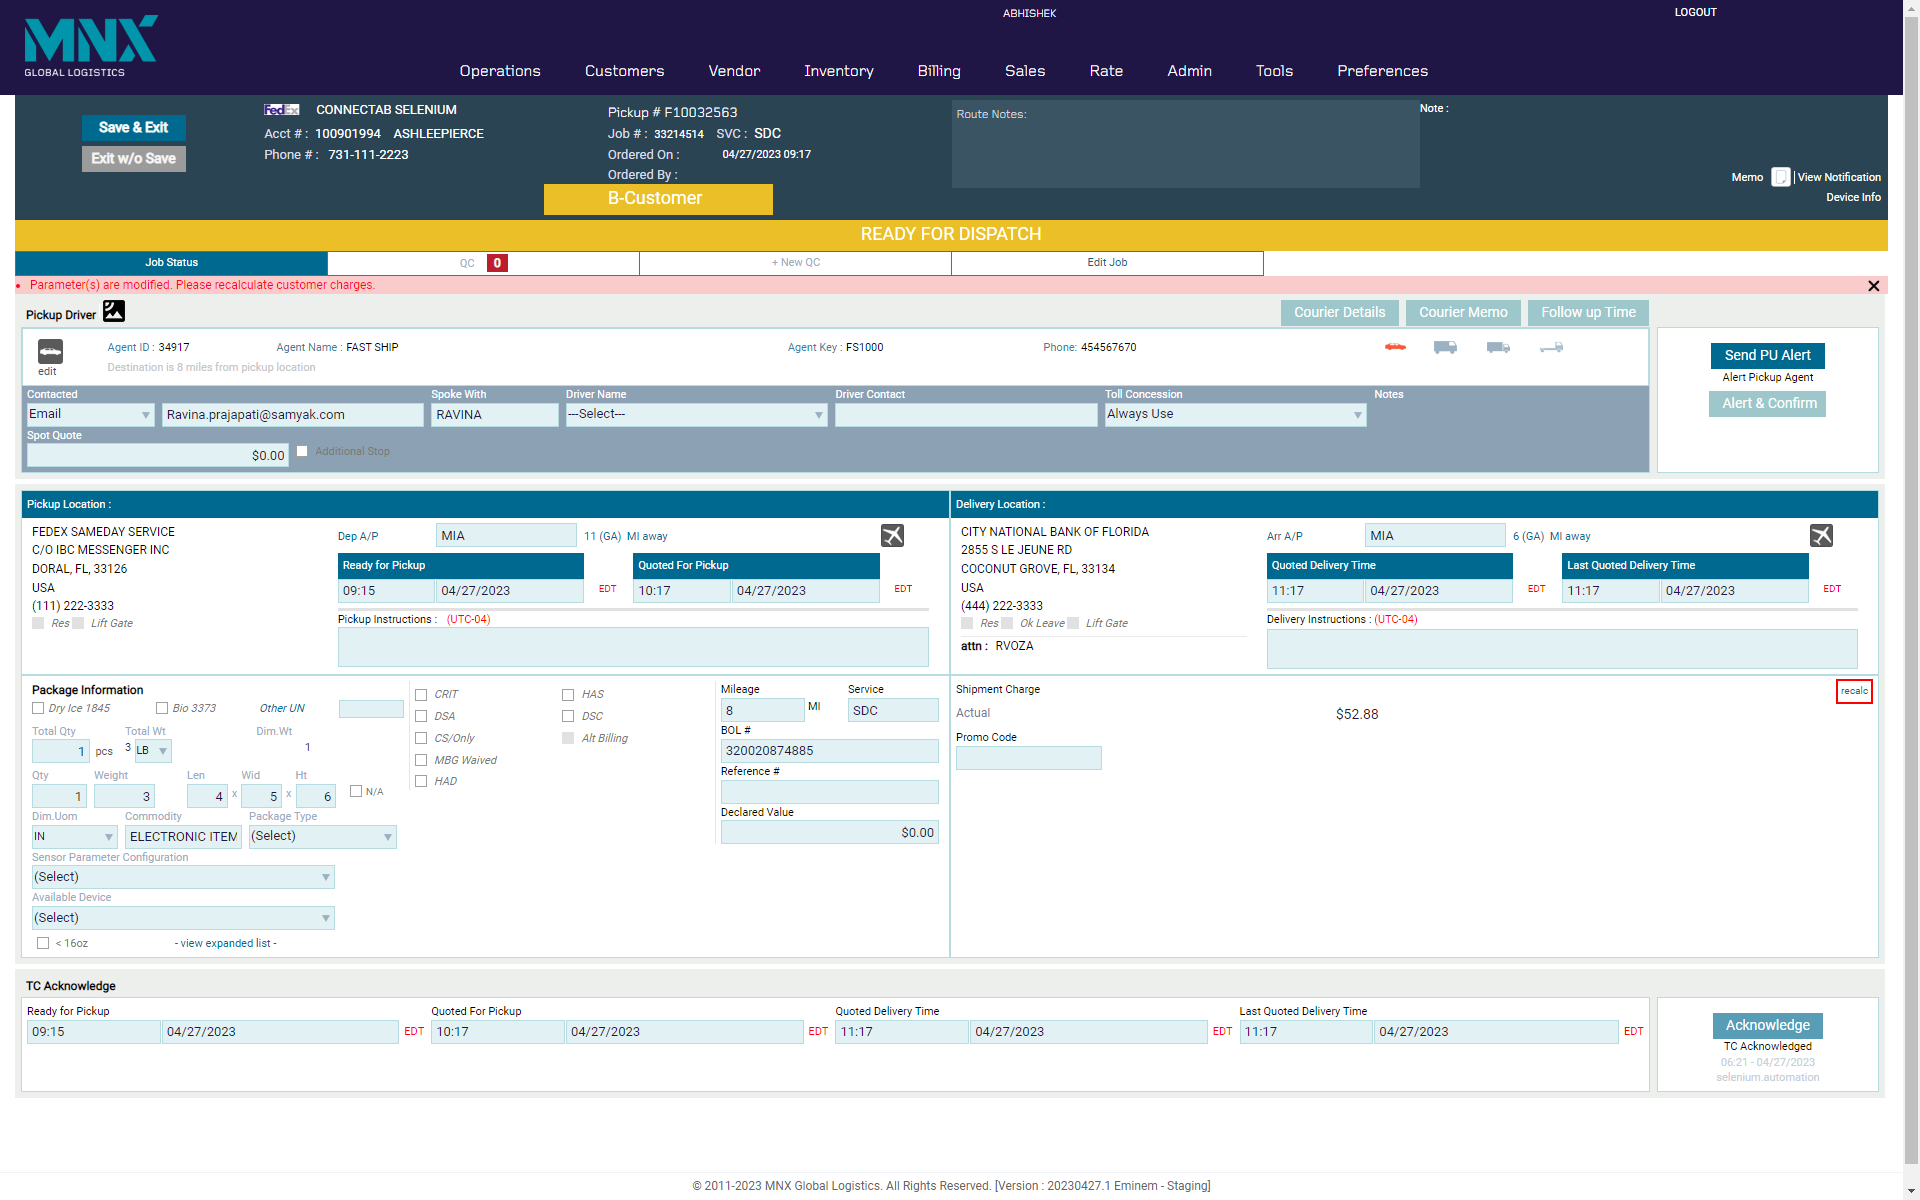 ABHISHEK
LOGOUT
MNX
GLOBAL LOGISTICS
Operations Customers Vendor Inventory Billing Sales Rate Admin Tools Preferences
Save & Exit
Exit w/o Save
FedEx CONNECTAB SELENIUM
Acct # : 100901994 ASHLEEPIERCE
Phone # : 731-111-2223
Pickup # F10032563
Job # : 33214514 SVC : SDC
Ordered On : 04/27/2023 09:17
Ordered By :
B-Customer
Route Notes:
Note :
Memo | View Notification
Device Info
READY FOR DISPATCH
Job Status QC 0 + New QC Edit Job
Parameter(s) are modified. Please recalculate customer charges.
Pickup Driver
Courier Details Courier Memo Follow up Time
edit
Agent ID : 34917 Agent Name : FAST SHIP Agent Key : FS1000 Phone: 454567670
Destination is 8 miles from pickup location
Send PU Alert
Alert Pickup Agent
Alert & Confirm
Contacted Spoke With Driver Name Driver Contact Toll Concession Notes
Email Ravina.prajapati@samyak.com RAVINA ---Select--- Always Use
Spot Quote
$0.00 Additional Stop
Pickup Location :
FEDEX SAMEDAY SERVICE
C/O IBC MESSENGER INC
DORAL, FL, 33126
USA
(111) 222-3333
Res Lift Gate
Dep A/P MIA 11 (GA) MI away
Ready for Pickup Quoted For Pickup
09:15 04/27/2023 EDT 10:17 04/27/2023 EDT
Pickup Instructions : (UTC-04)
Delivery Location :
CITY NATIONAL BANK OF FLORIDA
2855 S LE JEUNE RD
COCONUT GROVE, FL, 33134
USA
(444) 222-3333
Res Ok Leave Lift Gate
attn : RVOZA
Arr A/P MIA 6 (GA) MI away
Quoted Delivery Time Last Quoted Delivery Time
11:17 04/27/2023 EDT 11:17 04/27/2023 EDT
Delivery Instructions : (UTC-04)
Package Information
Dry Ice 1845 Bio 3373 Other UN
Total Qty Total Wt Dim.Wt
1 pcs 3 LB 1
Qty Weight Len Wid Ht
1 3 4 x 5 x 6 N/A
Dim.Uom Commodity Package Type
IN ELECTRONIC ITEM (Select)
Sensor Parameter Configuration
(Select)
Available Device
(Select)
< 16oz - view expanded list -
CRIT HAS
DSA DSC
CS/Only Alt Billing
MBG Waived
HAD
Mileage Service
8 MI SDC
BOL #
320020874885
Reference #
Declared Value
$0.00
Shipment Charge recalc
Actual $52.88
Promo Code
TC Acknowledge
Ready for Pickup Quoted For Pickup Quoted Delivery Time Last Quoted Delivery Time
09:15 04/27/2023 EDT 10:17 04/27/2023 EDT 11:17 04/27/2023 EDT 11:17 04/27/2023 EDT
Acknowledge
TC Acknowledged
06:21 - 04/27/2023
selenium.automation
© 2011-2023 MNX Global Logistics. All Rights Reserved. [Version : 20230427.1 Eminem - Staging]